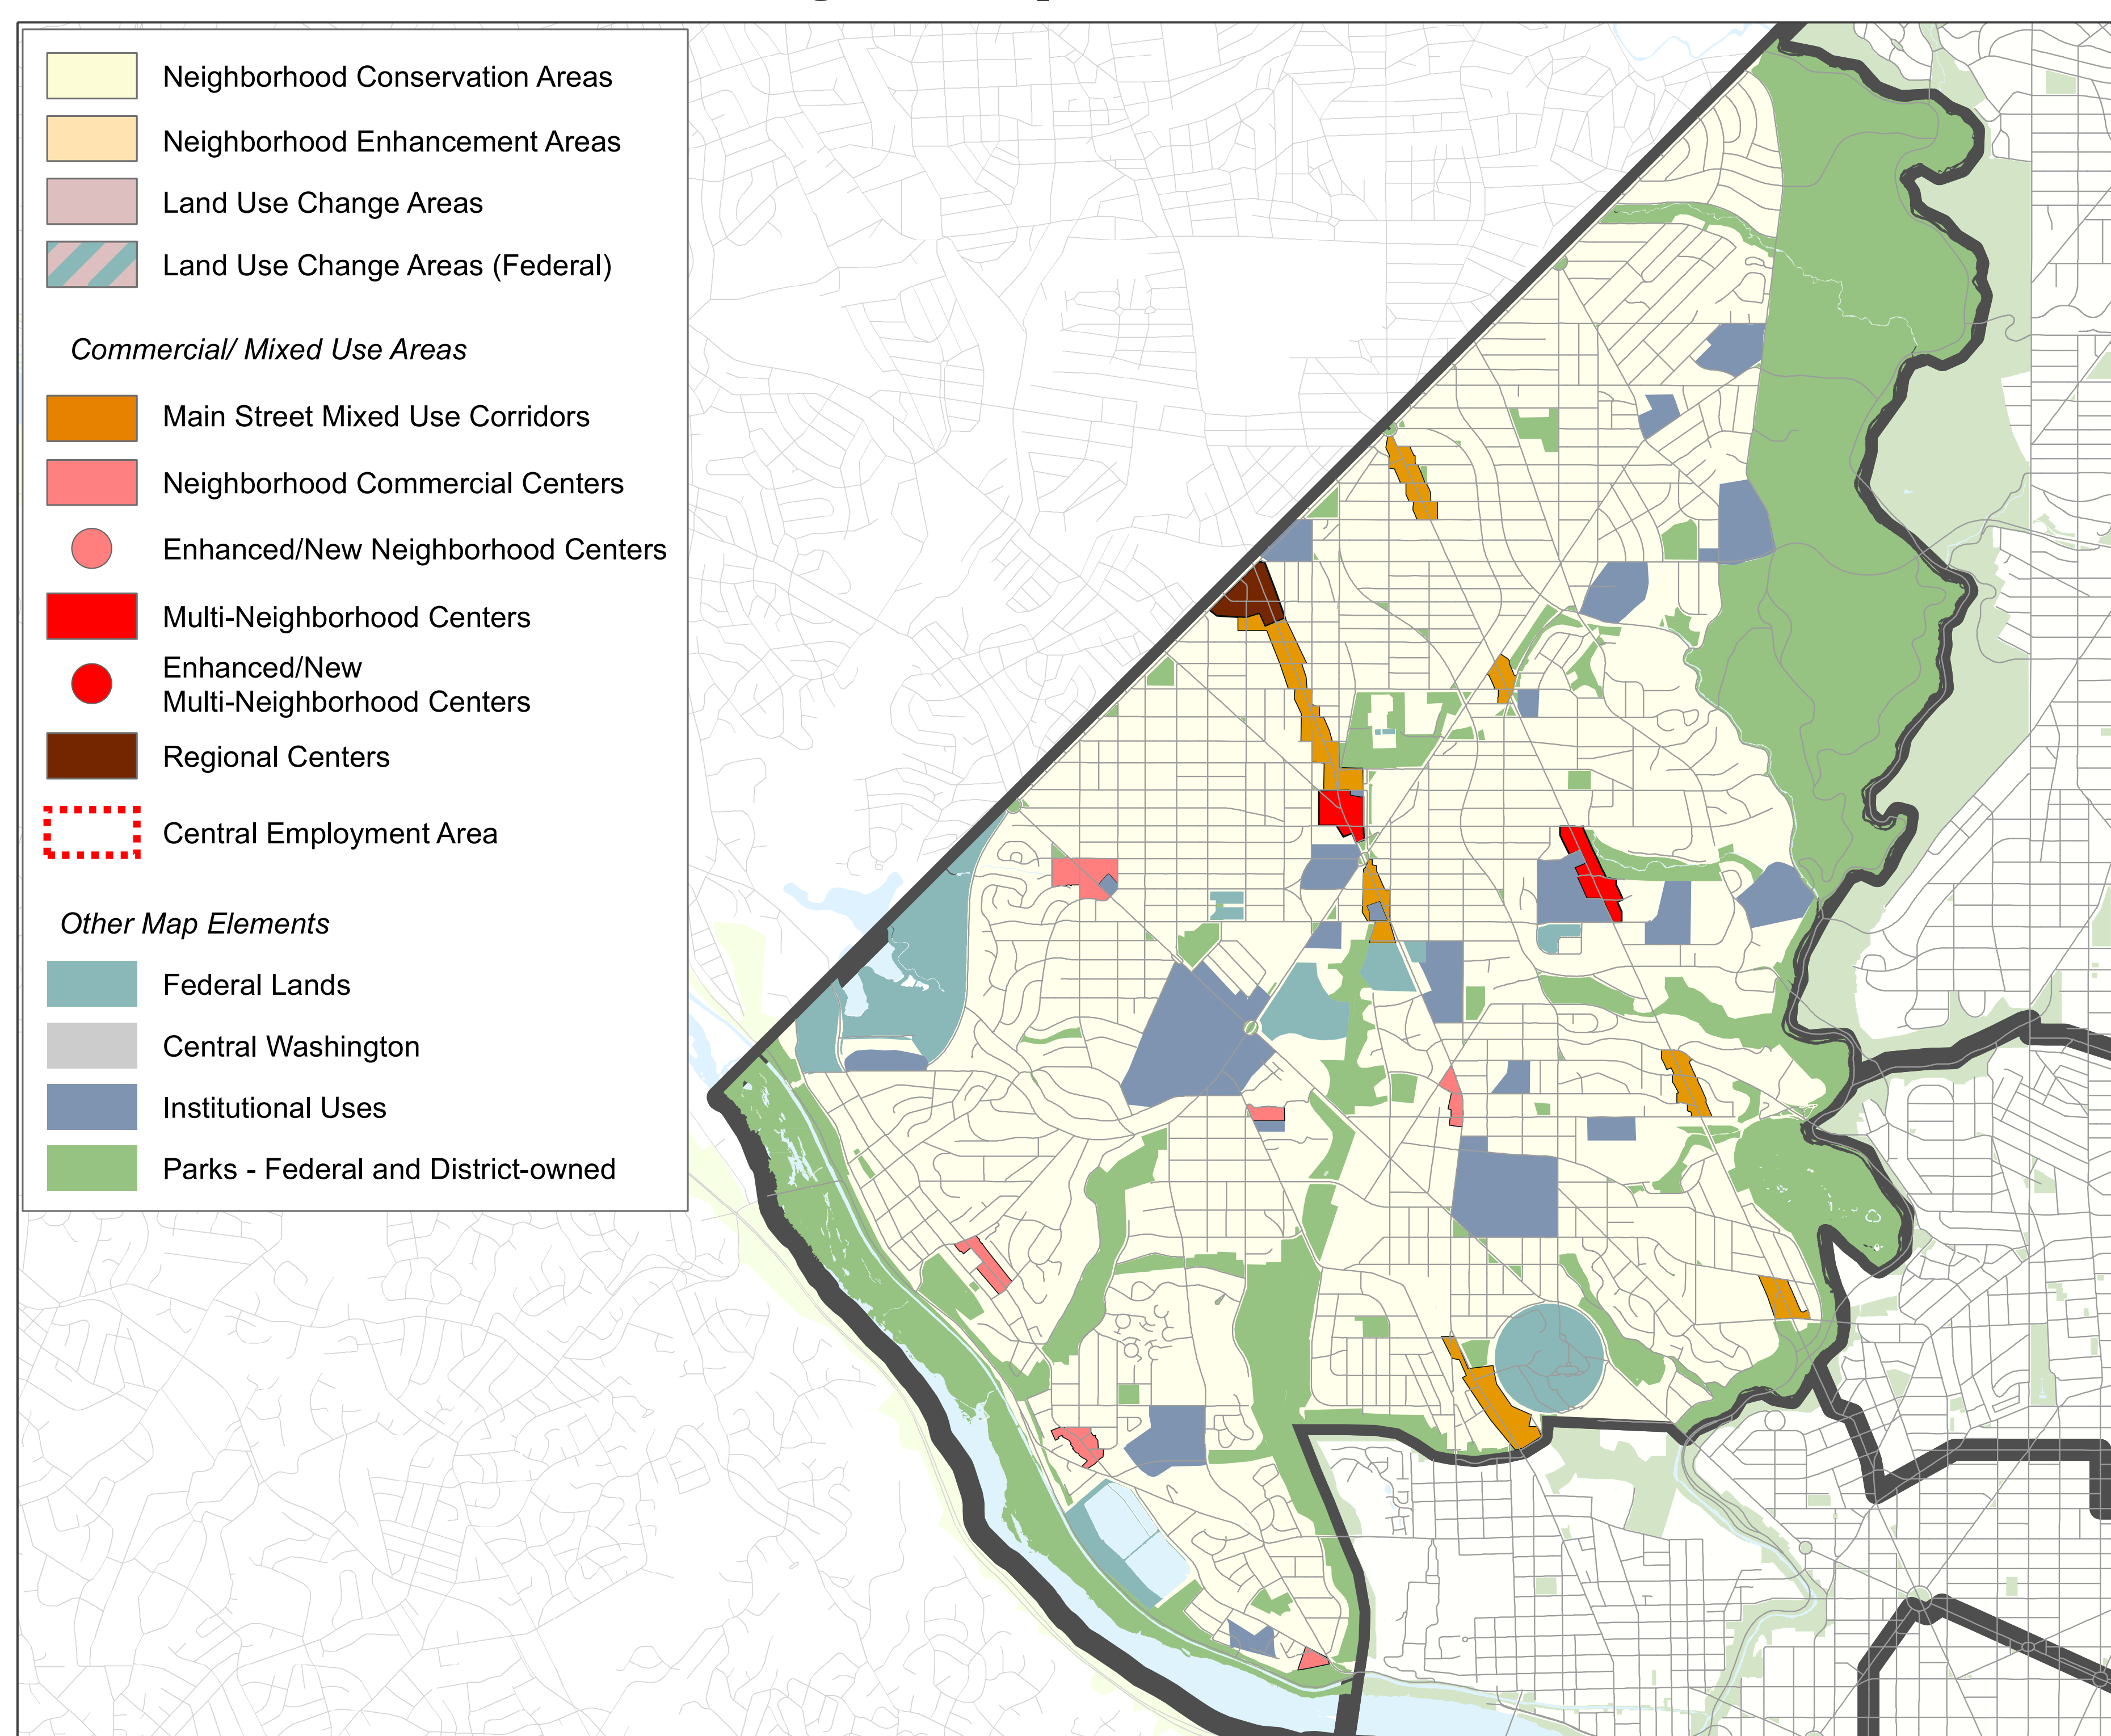 Neighborhood Conservation Areas
Neighborhood Enhancement Areas
Land Use Change Areas
Land Use Change Areas (Federal)
Commercial/ Mixed Use Areas
Main Street Mixed Use Corridors
Neighborhood Commercial Centers
Enhanced/New Neighborhood Centers
Multi-Neighborhood Centers
Enhanced/New
Multi-Neighborhood Centers
Regional Centers
Central Employment Area
Other Map Elements
Federal Lands
Central Washington
Institutional Uses
Parks - Federal and District-owned